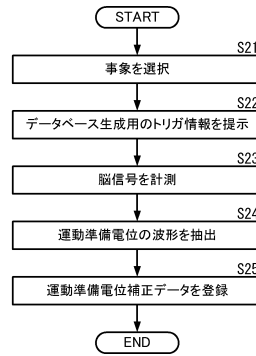 START
S21
事象を選択
S22
データベース生成用のトリガ情報を提示
S23
脳信号を計測
S24
運動準備電位の波形を抽出
S25
運動準備電位補正データを登録
END